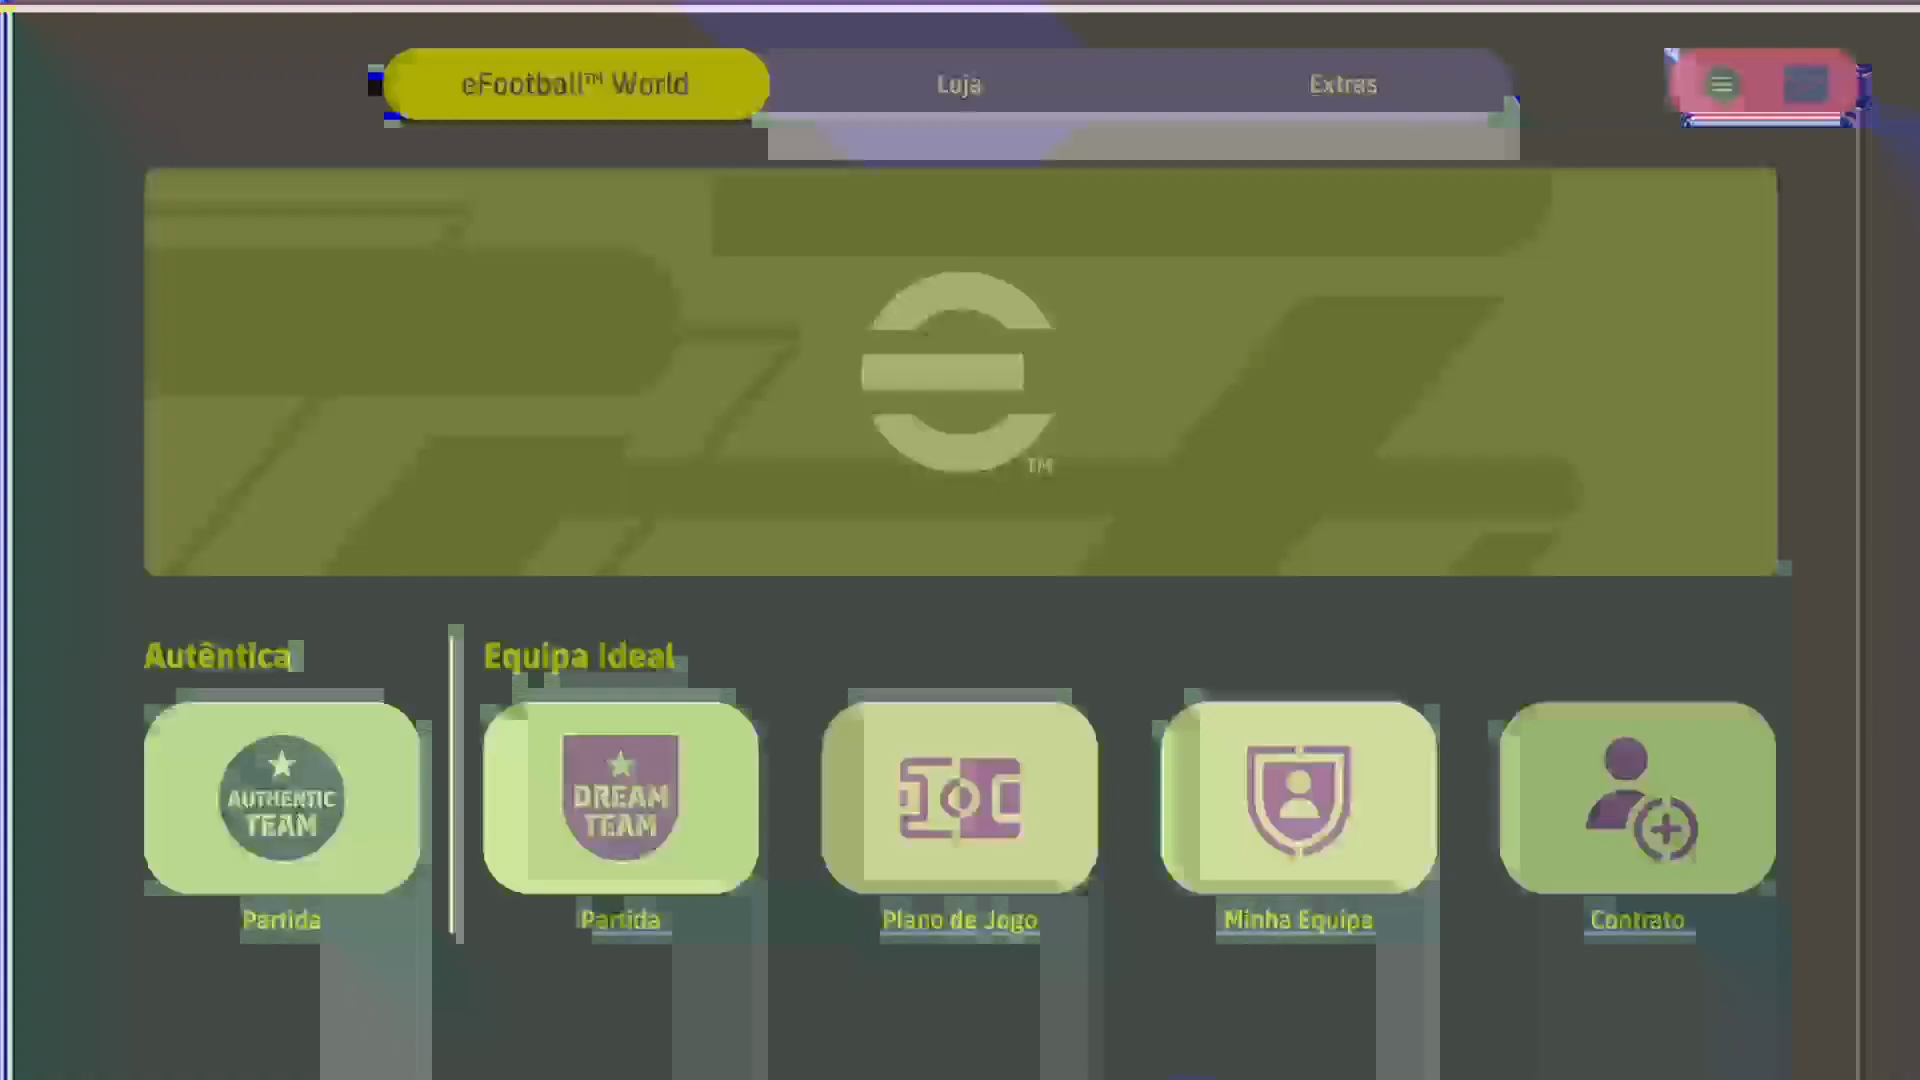 eFootball™ World
Loja
Extras
TM
Autêntica
Equipa Ideal
AUTHENTIC
TEAM
DREAM
TEAM
Partida
Partida
Plano de Jogo
Minha Equipa
Contrato